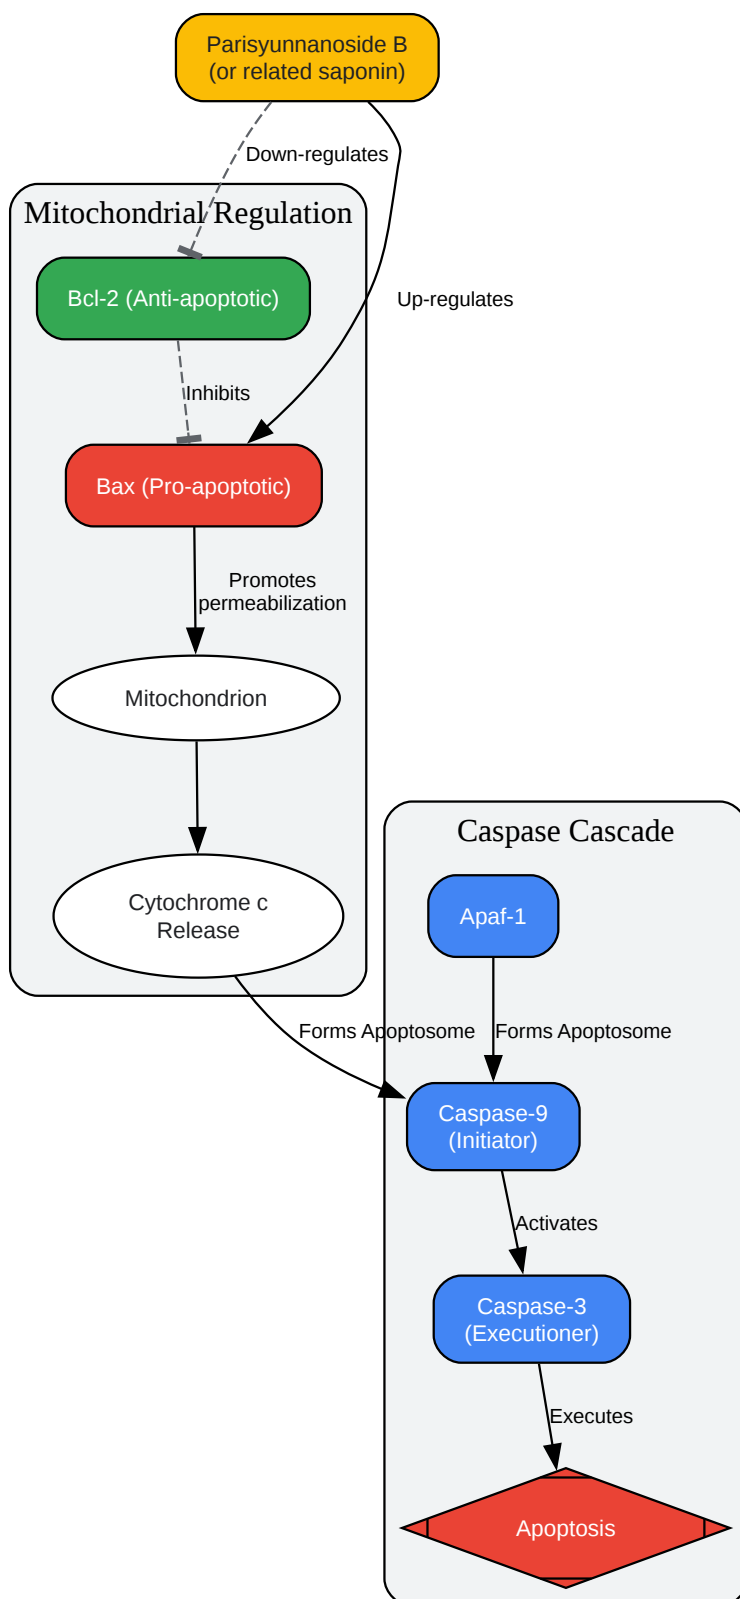 Parisyunnanoside B
(or related saponin)
Down-regulates
Mitochondrial Regulation
Bcl-2 (Anti-apoptotic)
Up-regulates
Inhibits
Bax (Pro-apoptotic)
Promotes
permeabilization
Mitochondrion
Caspase Cascade
Cytochrome c
Release
Apaf-1
Forms Apoptosome
Forms Apoptosome
Caspase-9
(Initiator)
Activates
Caspase-3
(Executioner)
Executes
Apoptosis